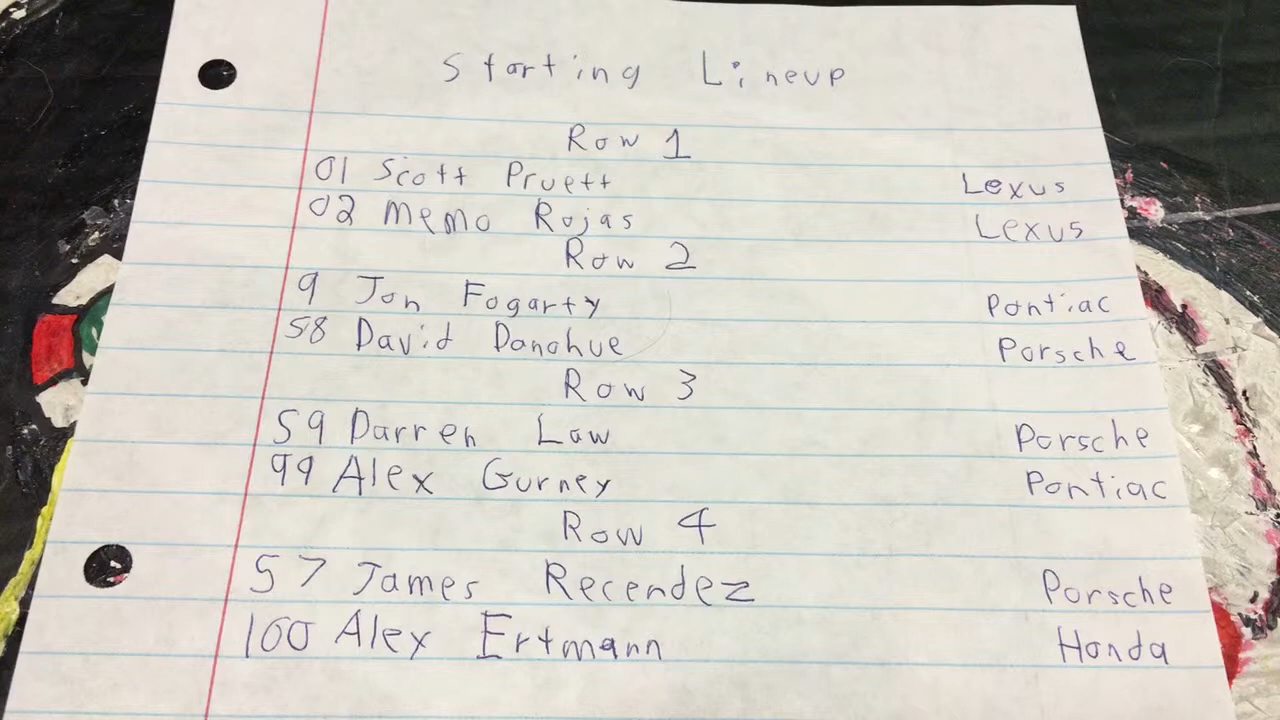 Starting Lineup
Row 1
01 Scott Pruett Lexus
02 Memo Rojas Lexus
Row 2
9 Jon Fogarty Pontiac
58 David Donohue Porsche
Row 3
59 Darren Law Porsche
99 Alex Gurney Pontiac
Row 4
57 James Recendez Porsche
100 Alex Ertmann Honda